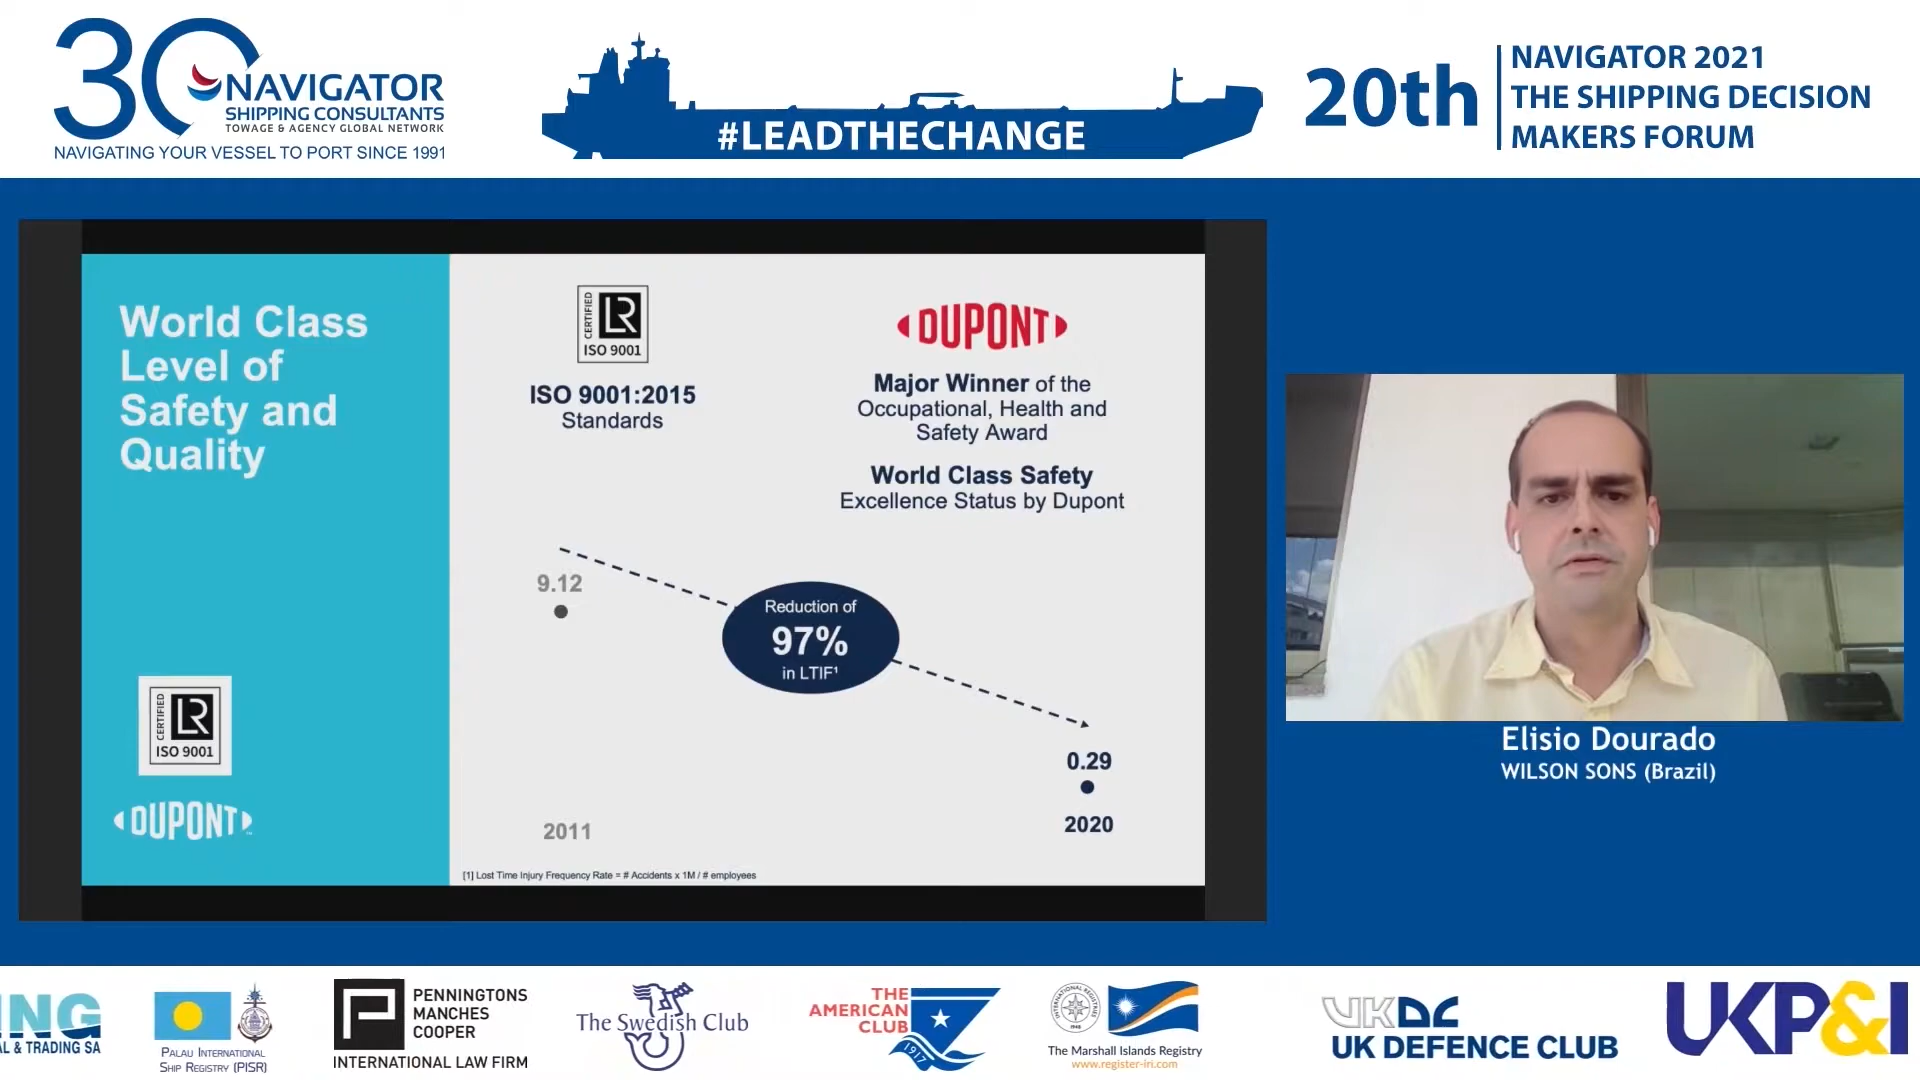 30
NAVIGATOR
SHIPPING CONSULTANTS
TOWAGE & AGENCY GLOBAL NETWORK
NAVIGATING YOUR VESSEL TO PORT SINCE 1991
#LEADTHECHANGE
20th
NAVIGATOR 2021
THE SHIPPING DECISION
MAKERS FORUM
World Class
Level of
Safety and
Quality
CERTIFIED
LR
ISO 9001
DUPONT
CERTIFIED
LR
ISO 9001
ISO 9001:2015
Standards
DUPONT
Major Winner of the
Occupational, Health and
Safety Award
World Class Safety
Excellence Status by Dupont
9.12
Reduction of
97%
in LTIF¹
0.29
2011
2020
[1] Lost Time Injury Frequency Rate = # Accidents x 1M / # employees
Elisio Dourado
WILSON SONS (Brazil)
NG
& TRADING SA
PALAU INTERNATIONAL
SHIP REGISTRY (PISR)
P
PENNINGTONS
MANCHES
COOPER
INTERNATIONAL LAW FIRM
The Swedish Club
THE
AMERICAN
CLUB
1917
INTERNATIONAL REGISTRIES
1948
The Marshall Islands Registry
www.register-iri.com
UKDC
UK DEFENCE CLUB
UKP&I